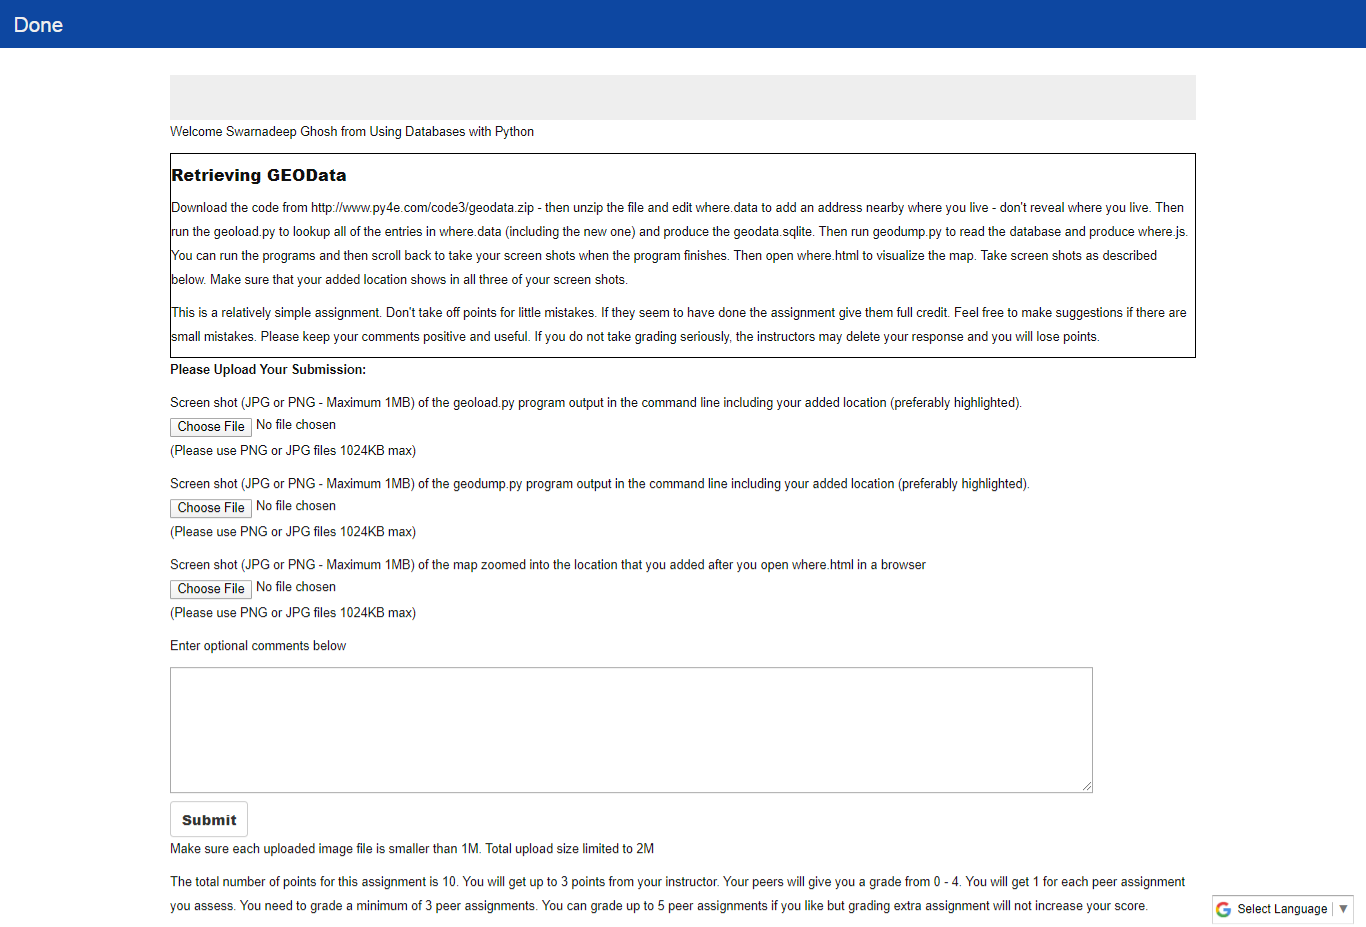 Done
Welcome Swarnadeep Ghosh from Using Databases with Python
Retrieving GEOData
Download the code from http://www.py4e.com/code3/geodata.zip - then unzip the file and edit where.data to add an address nearby where you live - don't reveal where you live. Then
run the geoload.py to lookup all of the entries in where.data (including the new one) and produce the geodata.sqlite. Then run geodump.py to read the database and produce where.js.
You can run the programs and then scroll back to take your screen shots when the program finishes. Then open where.html to visualize the map. Take screen shots as described
below. Make sure that your added location shows in all three of your screen shots.
This is a relatively simple assignment. Don't take off points for little mistakes. If they seem to have done the assignment give them full credit. Feel free to make suggestions if there are
small mistakes. Please keep your comments positive and useful. If you do not take grading seriously, the instructors may delete your response and you will lose points.
Please Upload Your Submission:
Screen shot (JPG or PNG - Maximum 1MB) of the geoload.py program output in the command line including your added location (preferably highlighted).
Choose File No file chosen
(Please use PNG or JPG files 1024KB max)
Screen shot (JPG or PNG - Maximum 1MB) of the geodump.py program output in the command line including your added location (preferably highlighted).
Choose File No file chosen
(Please use PNG or JPG files 1024KB max)
Screen shot (JPG or PNG - Maximum 1MB) of the map zoomed into the location that you added after you open where.html in a browser
Choose File No file chosen
(Please use PNG or JPG files 1024KB max)
Enter optional comments below
Submit
Make sure each uploaded image file is smaller than 1M. Total upload size limited to 2M
The total number of points for this assignment is 10. You will get up to 3 points from your instructor. Your peers will give you a grade from 0 - 4. You will get 1 for each peer assignment
you assess. You need to grade a minimum of 3 peer assignments. You can grade up to 5 peer assignments if you like but grading extra assignment will not increase your score.
Select Language